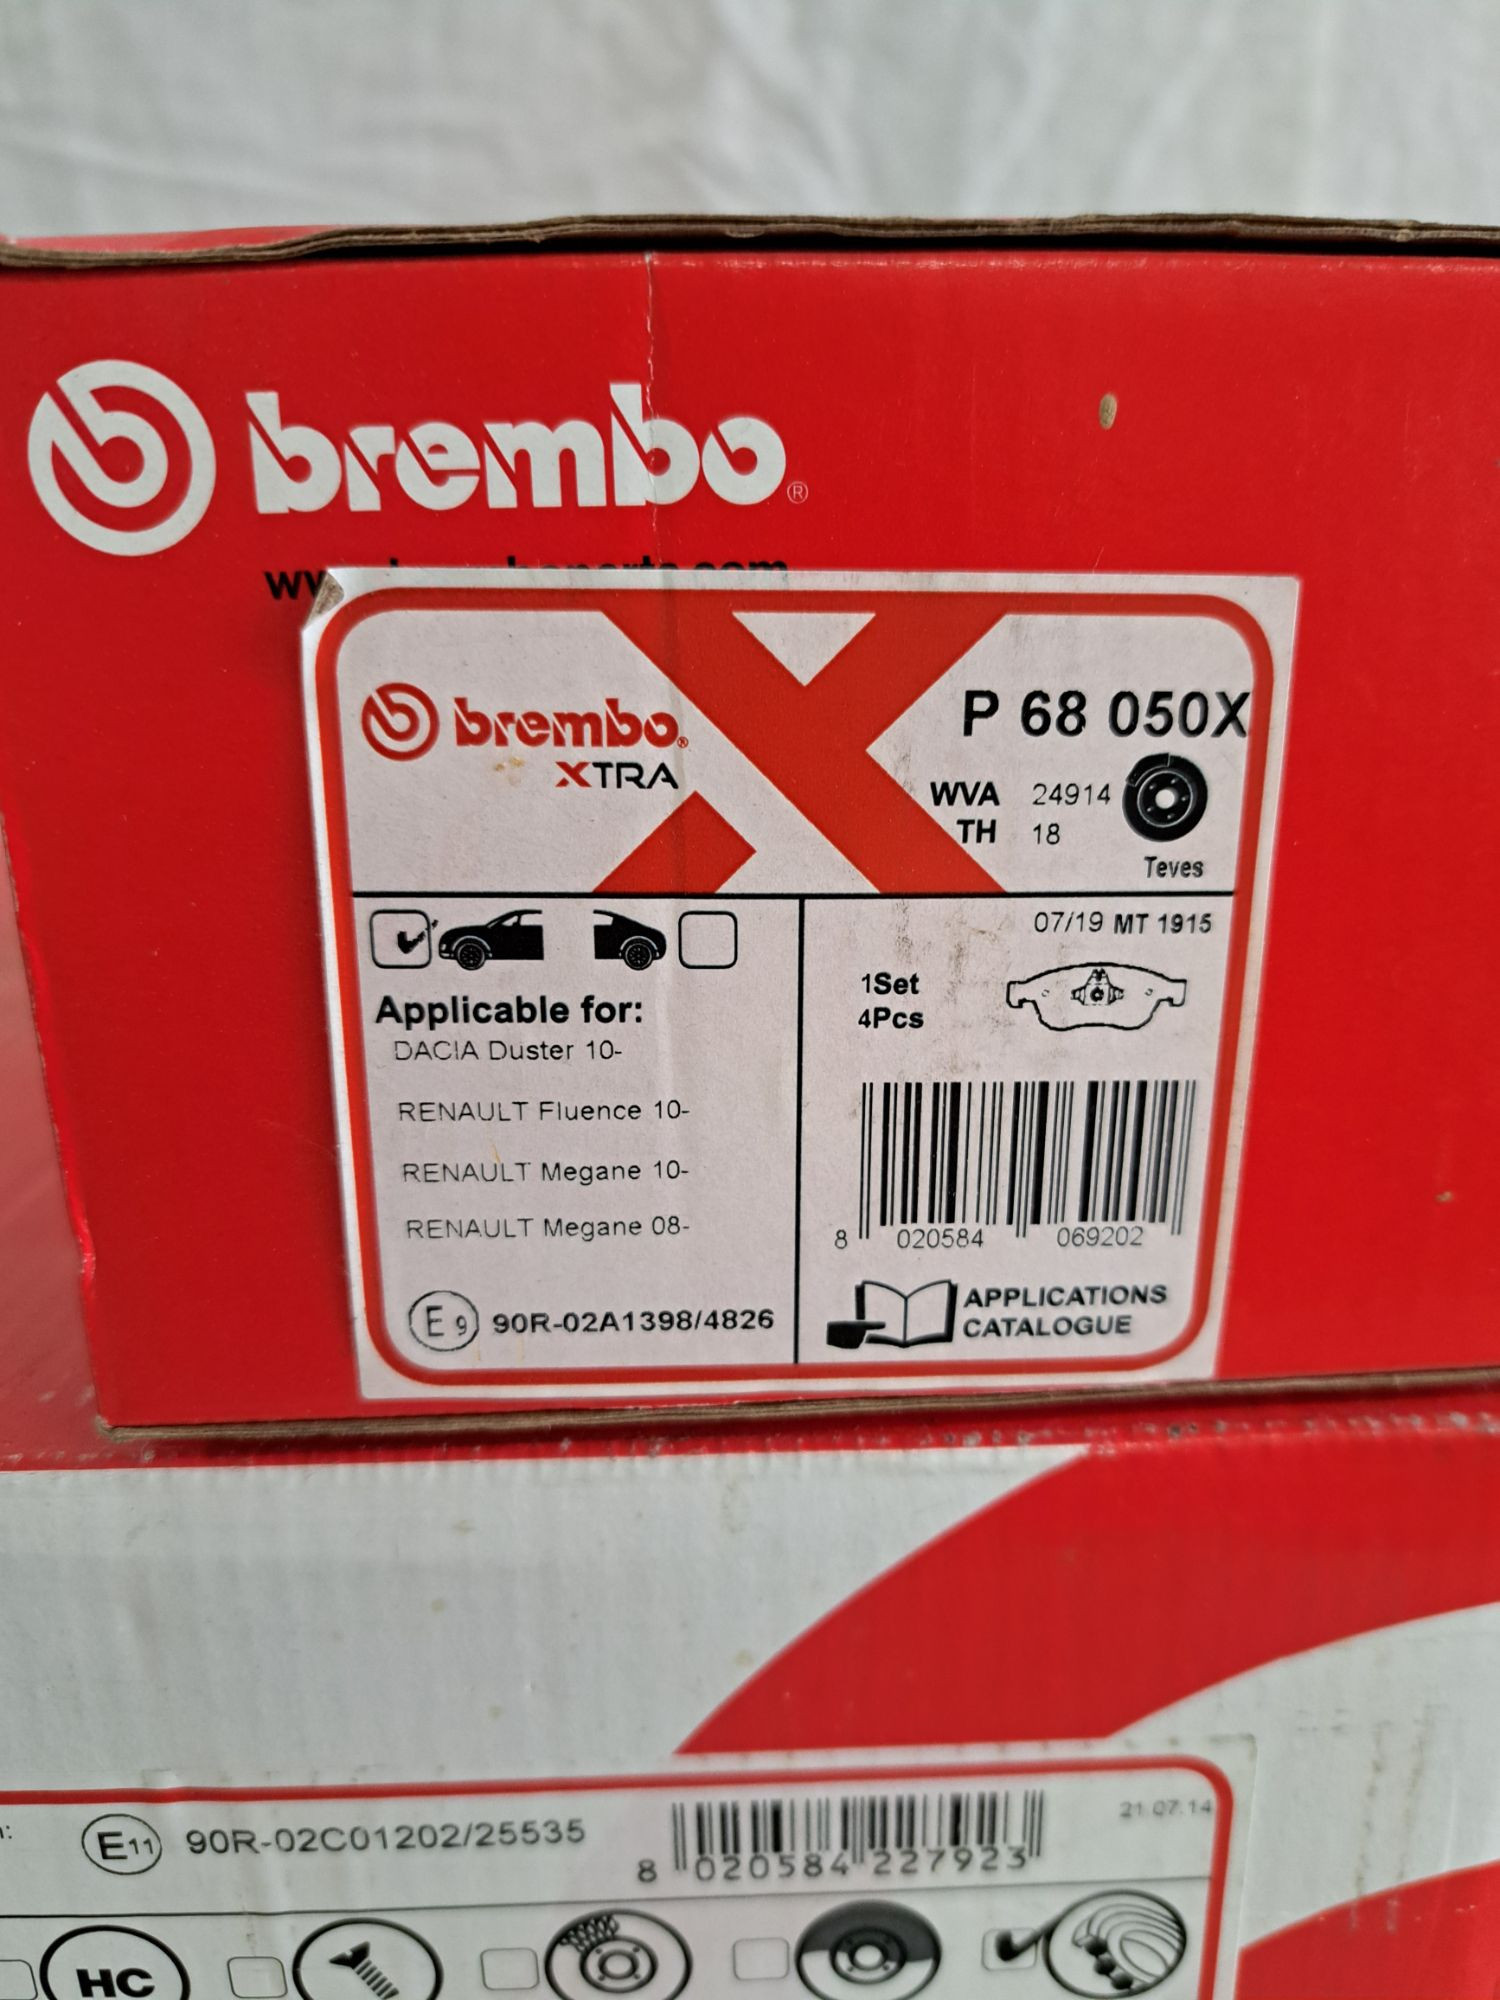 brembo®
brembo®
XTRA
P 68 050X
WVA 24914
TH 18
Teves
07/19 MT 1915
1Set
4Pcs
Applicable for:
DACIA Duster 10-
RENAULT Fluence 10-
RENAULT Megane 10-
RENAULT Megane 08-
E9 90R-02A1398/4826
8 020584 069202
APPLICATIONS
CATALOGUE
E11 90R-02C01202/25535
8 020584 227923
21.07.14
HC